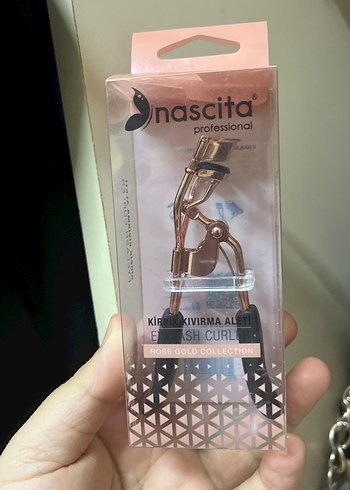 nascita®
professional
KİRPİK KIVIRMA ALETİ
EYELASH CURLER
ROSE GOLD COLLECTION